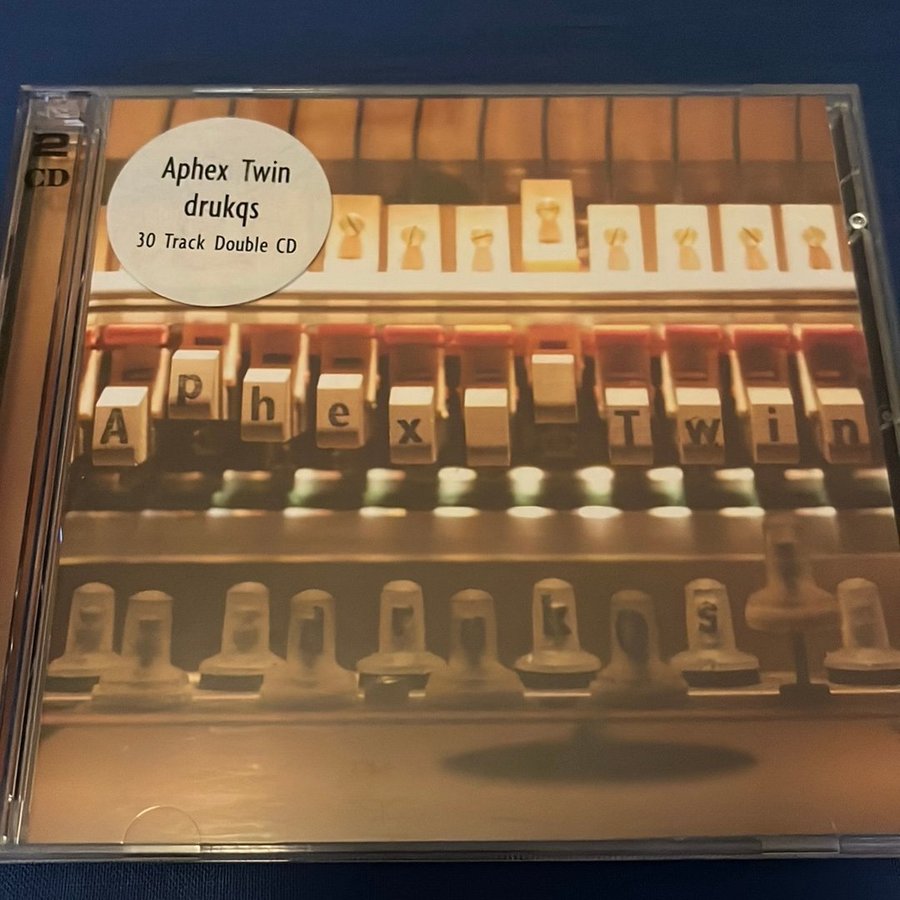 2
CD
Aphex Twin
drukqs
30 Track Double CD
Aphex Twin